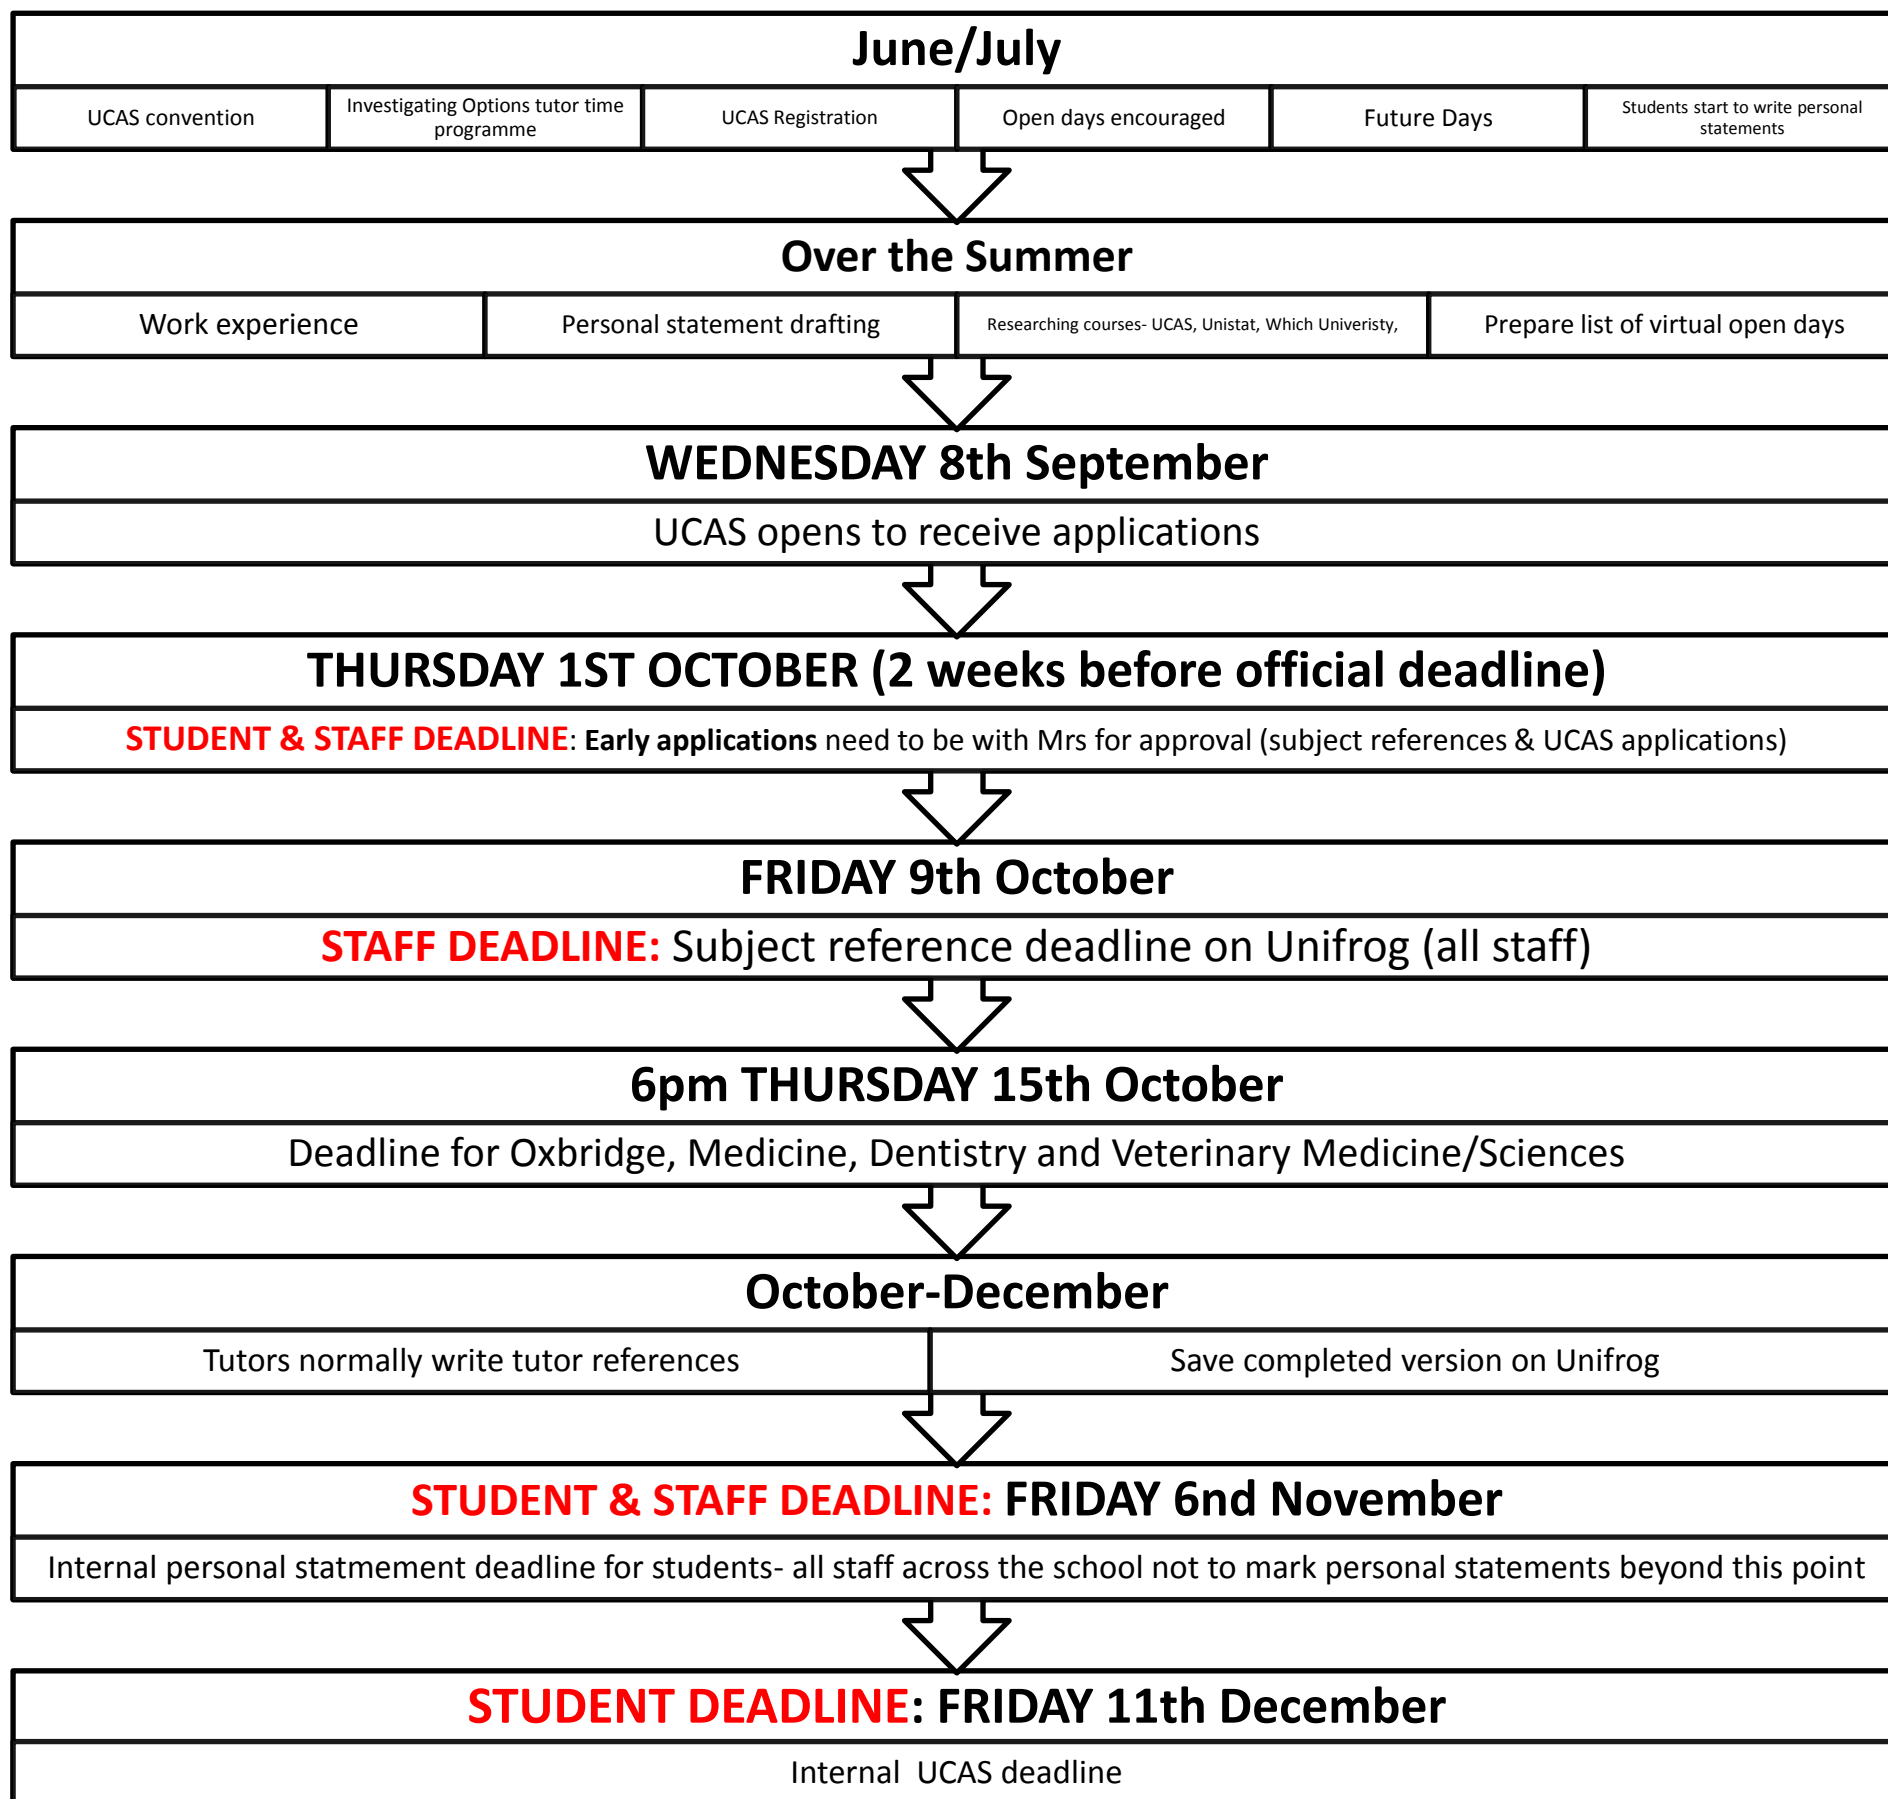 June/July
UCAS convention
Investigating Options tutor time
programme
UCAS Registration
Open days encouraged
Future Days
Students start to write personal
statements
Over the Summer
Work experience
Personal statement drafting
Researching courses- UCAS, Unistat, Which Univeristy,
Prepare list of virtual open days
WEDNESDAY 8th September
UCAS opens to receive applications
THURSDAY 1ST OCTOBER (2 weeks before official deadline)
STUDENT & STAFF DEADLINE: Early applications need to be with Mrs for approval (subject references & UCAS applications)
FRIDAY 9th October
STAFF DEADLINE: Subject reference deadline on Unifrog (all staff)
6pm THURSDAY 15th October
Deadline for Oxbridge, Medicine, Dentistry and Veterinary Medicine/Sciences
October-December
Tutors normally write tutor references
Save completed version on Unifrog
STUDENT & STAFF DEADLINE: FRIDAY 6nd November
Internal personal statmement deadline for students- all staff across the school not to mark personal statements beyond this point
STUDENT DEADLINE: FRIDAY 11th December
Internal  UCAS deadline